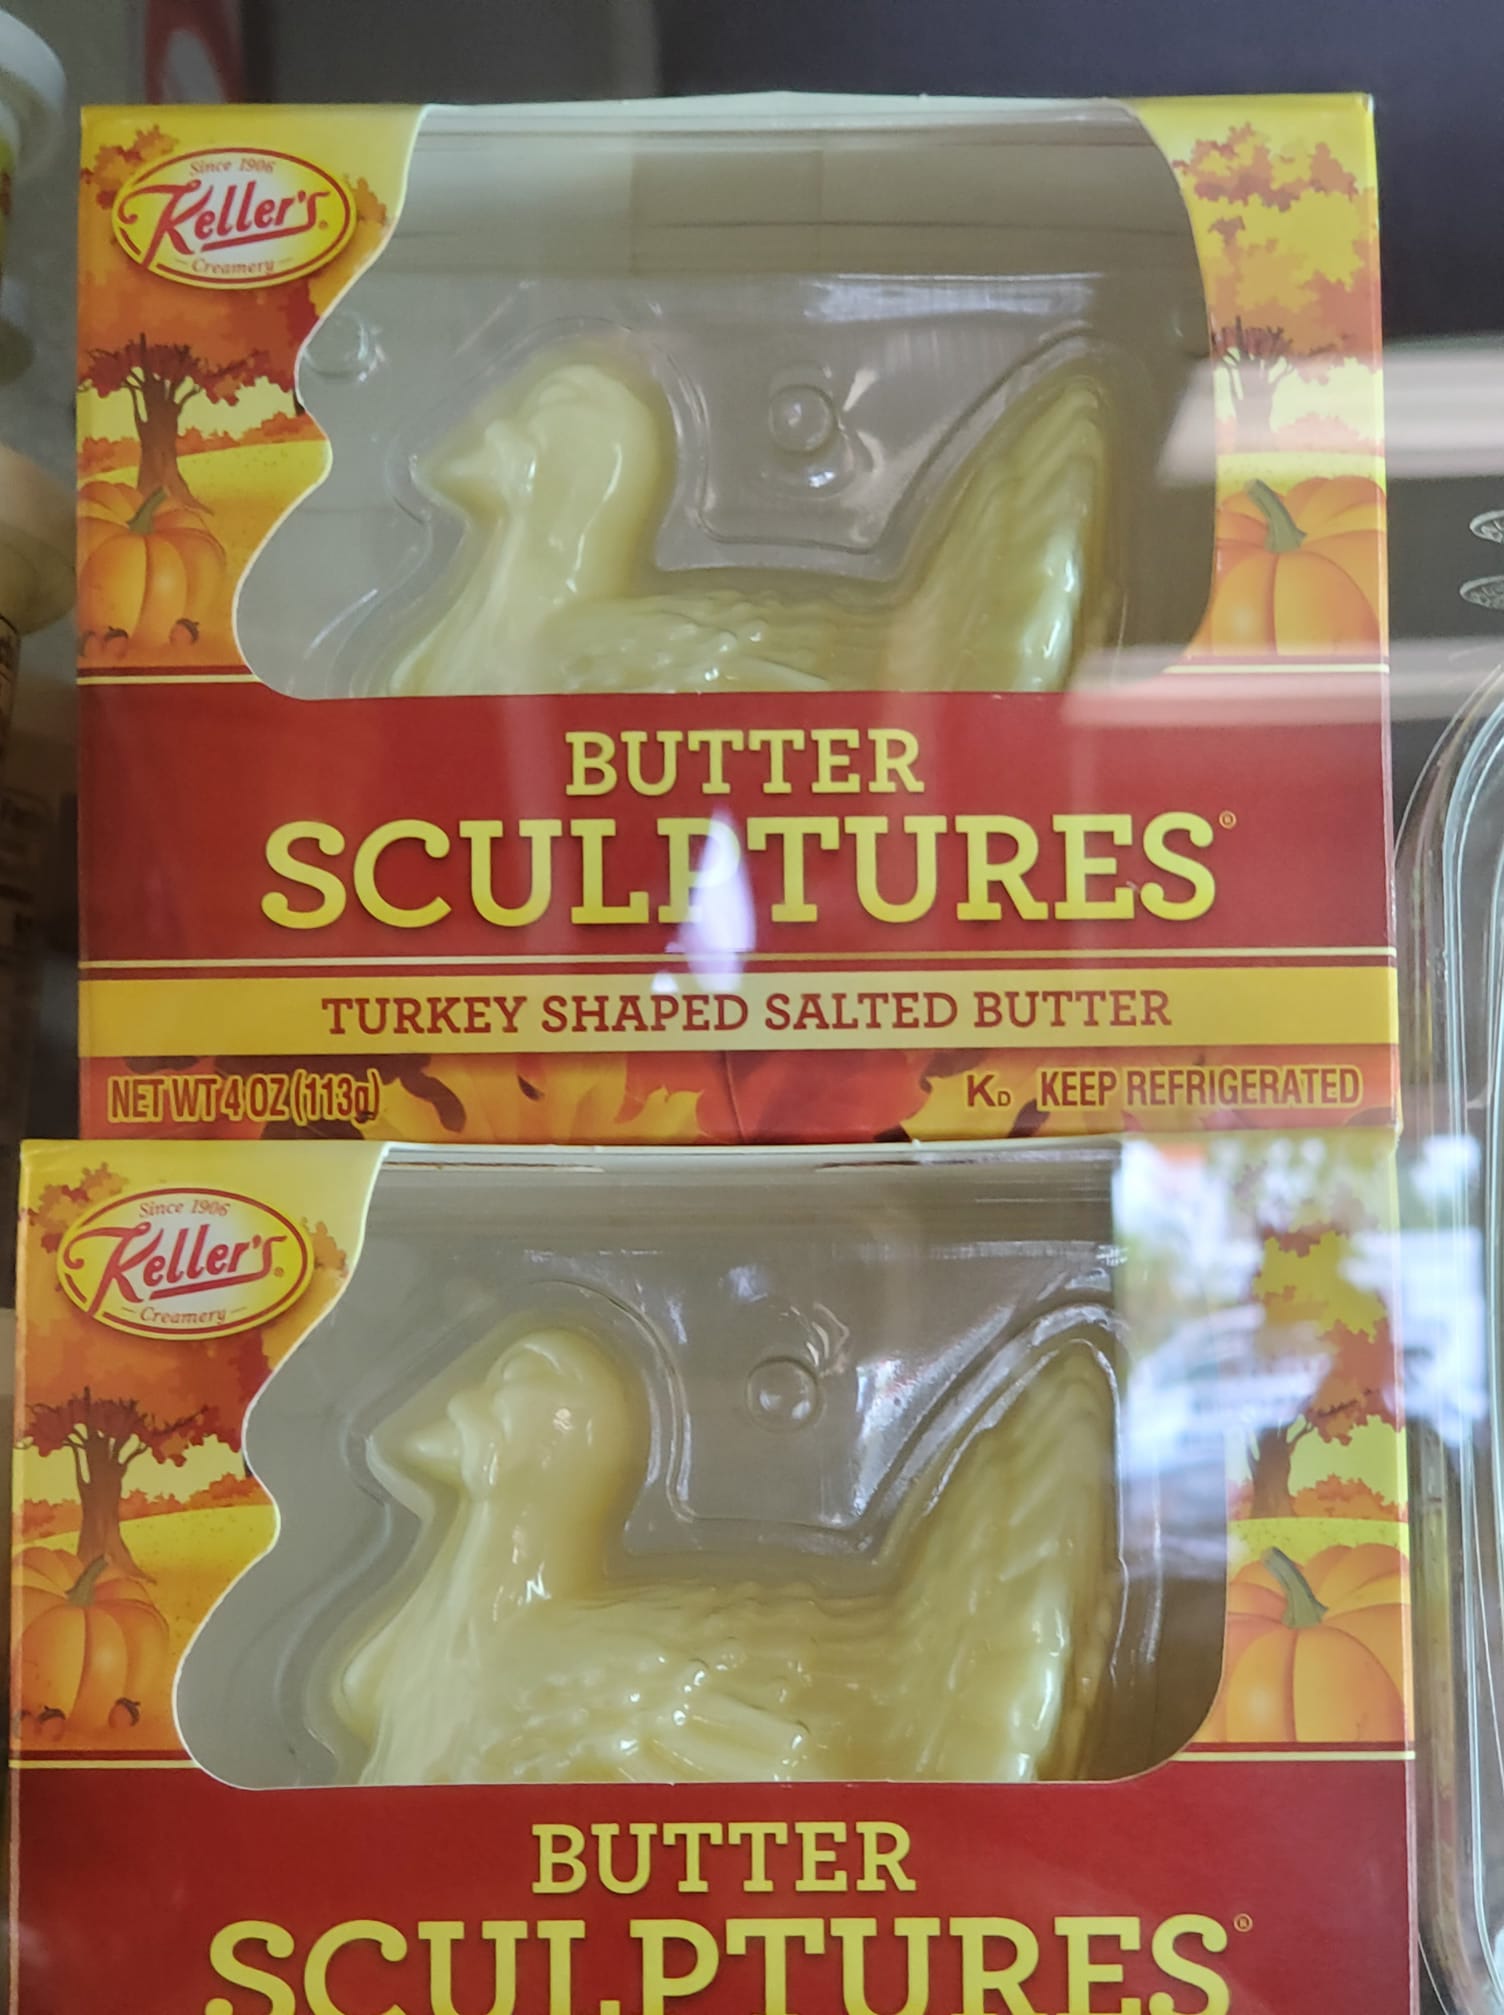 Since 1906
Keller's®
Creamery
BUTTER
SCULPTURES®
TURKEY SHAPED SALTED BUTTER
NET WT 4 OZ (113g)
KD KEEP REFRIGERATED
Since 1906
Keller's®
Creamery
BUTTER
SCULPTURES®